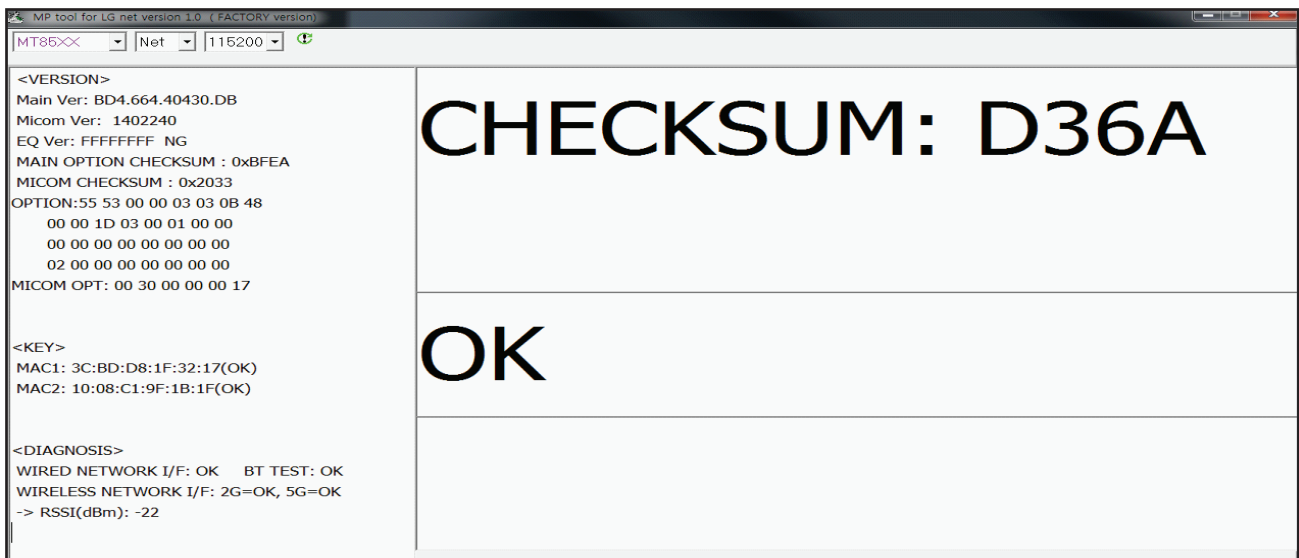 MP tool for LG net version 1.0 ( FACTORY version)
MT85XX Net 115200
<VERSION>
Main Ver: BD4.664.40430.DB
Micom Ver: 1402240
EQ Ver: FFFFFFFF NG
MAIN OPTION CHECKSUM : 0xBFEA
MICOM CHECKSUM : 0x2033
OPTION:55 53 00 00 03 03 0B 48
00 00 1D 03 00 01 00 00
00 00 00 00 00 00 00 00
02 00 00 00 00 00 00 00
MICOM OPT: 00 30 00 00 00 17
<KEY>
MAC1: 3C:BD:D8:1F:32:17(OK)
MAC2: 10:08:C1:9F:1B:1F(OK)
<DIAGNOSIS>
WIRED NETWORK I/F: OK BT TEST: OK
WIRELESS NETWORK I/F: 2G=OK, 5G=OK
-> RSSI(dBm): -22
CHECKSUM: D36A
OK